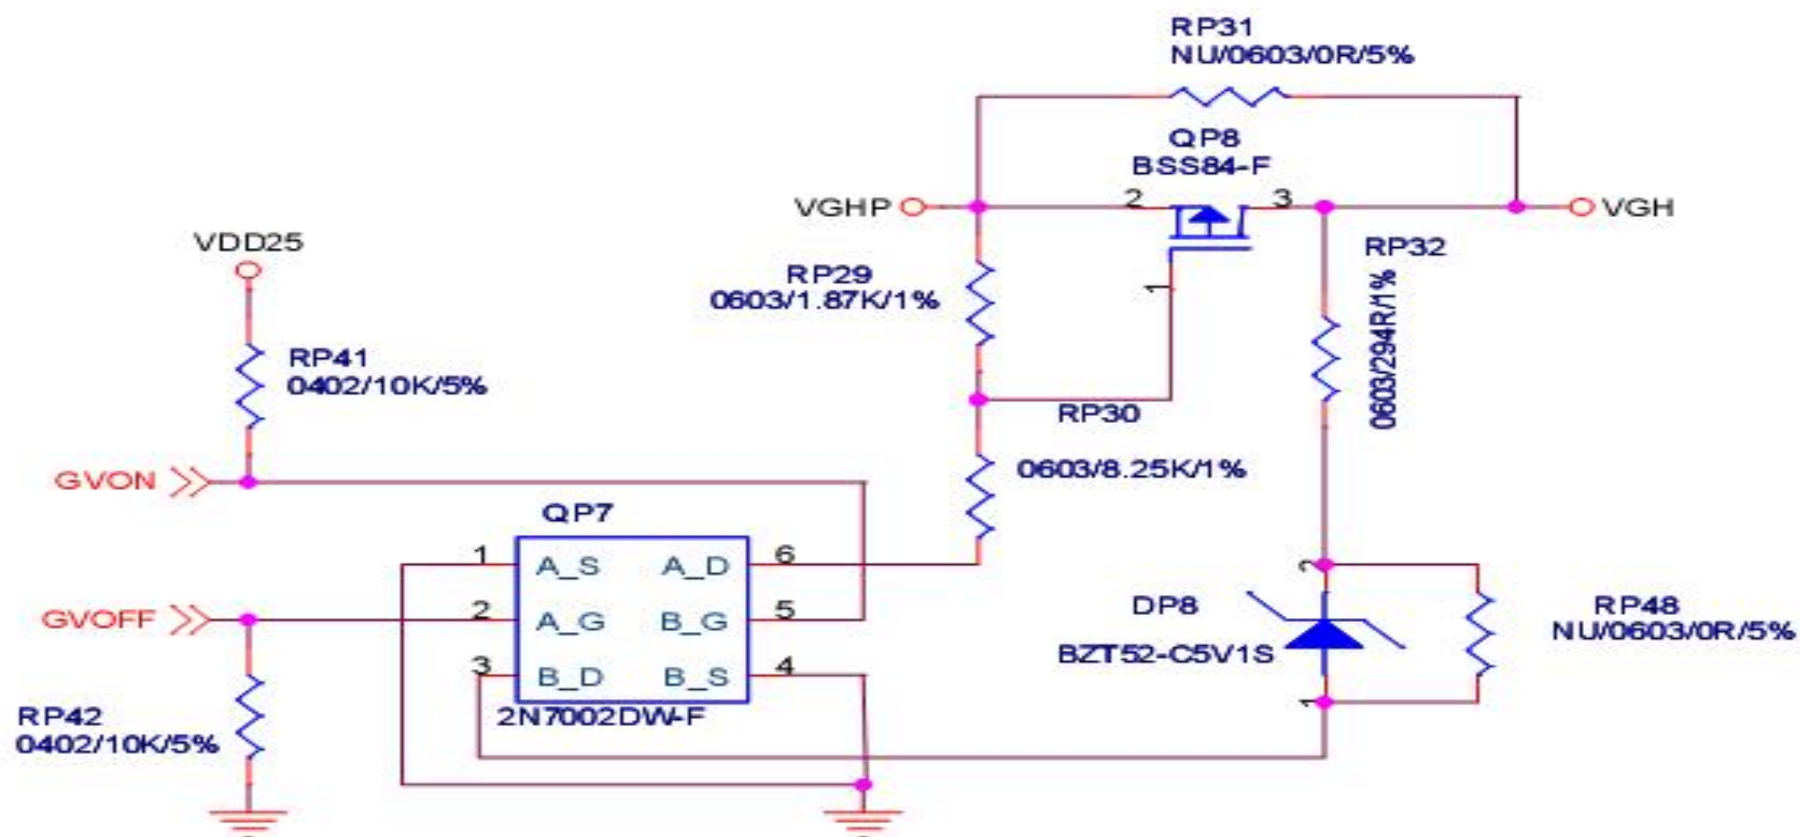 RP31
NU/0603/0R/5%
QP8
BSS84-F
VGHP
2
3
VGH
1
VDD25
RP29
0603/1.87K/1%
RP32
0603/294R/1%
RP41
0402/10K/5%
RP30
0603/8.25K/1%
GVON
QP7
1
A_S
A_D
6
GVOFF
2
A_G
B_G
5
3
B_D
B_S
4
2N7002DW-F
RP42
0402/10K/5%
2
DP8
BZT52-C5V1S
1
RP48
NU/0603/0R/5%